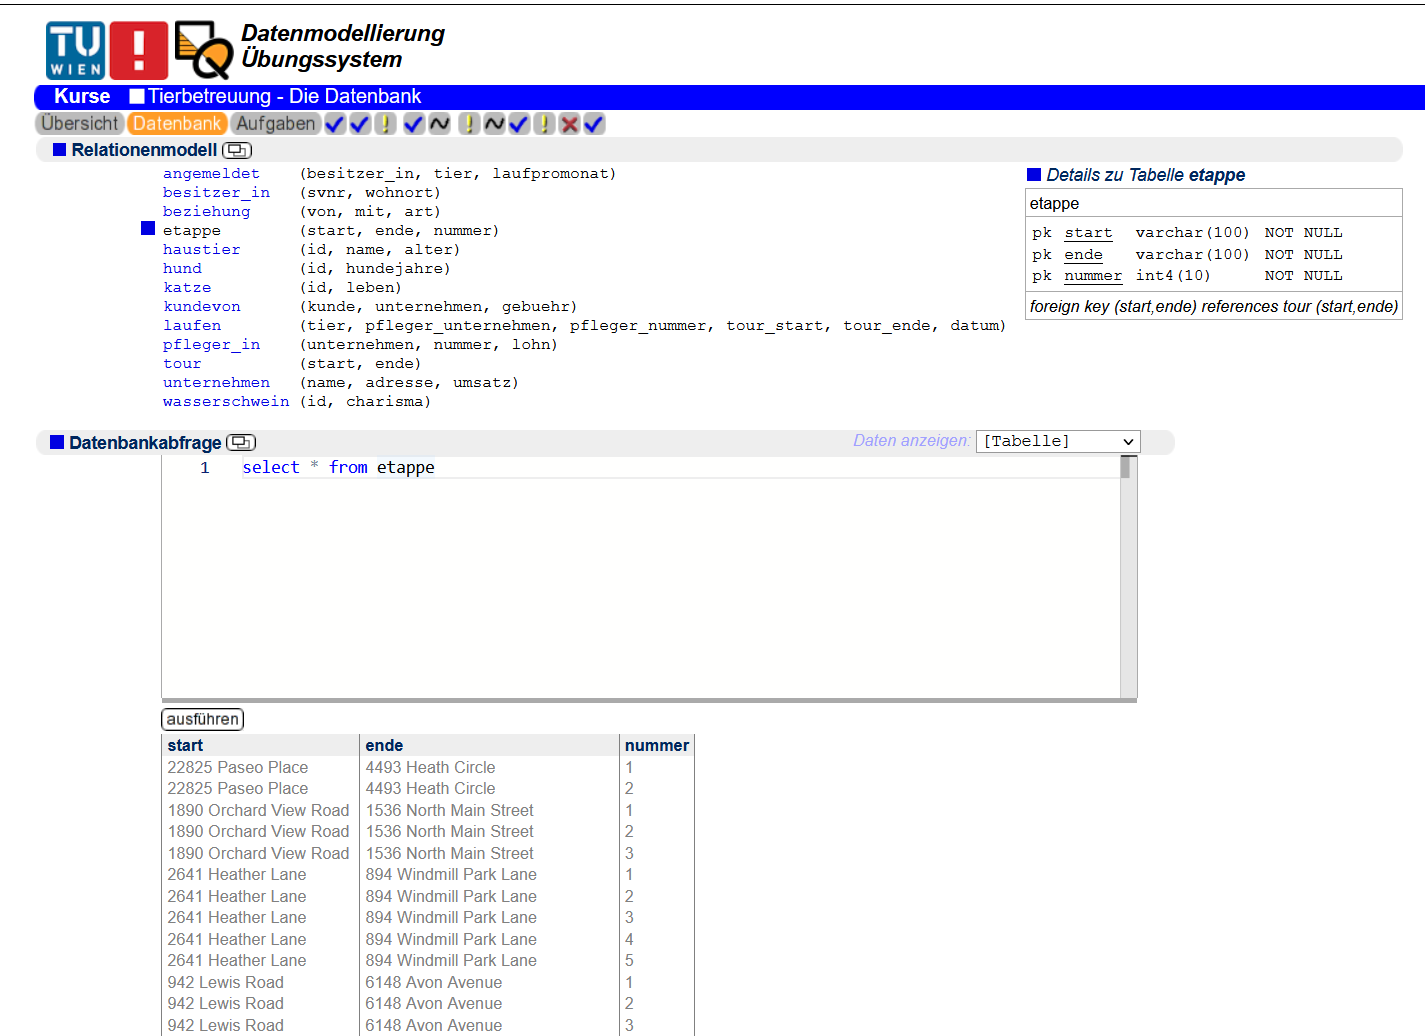 TU WIEN !
Datenmodellierung
Übungssystem
Kurse Tierbetreuung - Die Datenbank
Übersicht Datenbank Aufgaben
Relationenmodell
angemeldet (besitzer_in, tier, laufpromonat)
besitzer_in (svnr, wohnort)
beziehung (von, mit, art)
etappe (start, ende, nummer)
haustier (id, name, alter)
hund (id, hundejahre)
katze (id, leben)
kundevon (kunde, unternehmen, gebuehr)
laufen (tier, pfleger_unternehmen, pfleger_nummer, tour_start, tour_ende, datum)
pfleger_in (unternehmen, nummer, lohn)
tour (start, ende)
unternehmen (name, adresse, umsatz)
wasserschwein (id, charisma)
Details zu Tabelle etappe
etappe
pk start varchar(100) NOT NULL
pk ende varchar(100) NOT NULL
pk nummer int4(10) NOT NULL
foreign key (start,ende) references tour (start,ende)
Datenbankabfrage
Daten anzeigen: [Tabelle]
1 select * from etappe
ausführen
start ende nummer
22825 Paseo Place 4493 Heath Circle 1
22825 Paseo Place 4493 Heath Circle 2
1890 Orchard View Road 1536 North Main Street 1
1890 Orchard View Road 1536 North Main Street 2
1890 Orchard View Road 1536 North Main Street 3
2641 Heather Lane 894 Windmill Park Lane 1
2641 Heather Lane 894 Windmill Park Lane 2
2641 Heather Lane 894 Windmill Park Lane 3
2641 Heather Lane 894 Windmill Park Lane 4
2641 Heather Lane 894 Windmill Park Lane 5
942 Lewis Road 6148 Avon Avenue 1
942 Lewis Road 6148 Avon Avenue 2
942 Lewis Road 6148 Avon Avenue 3